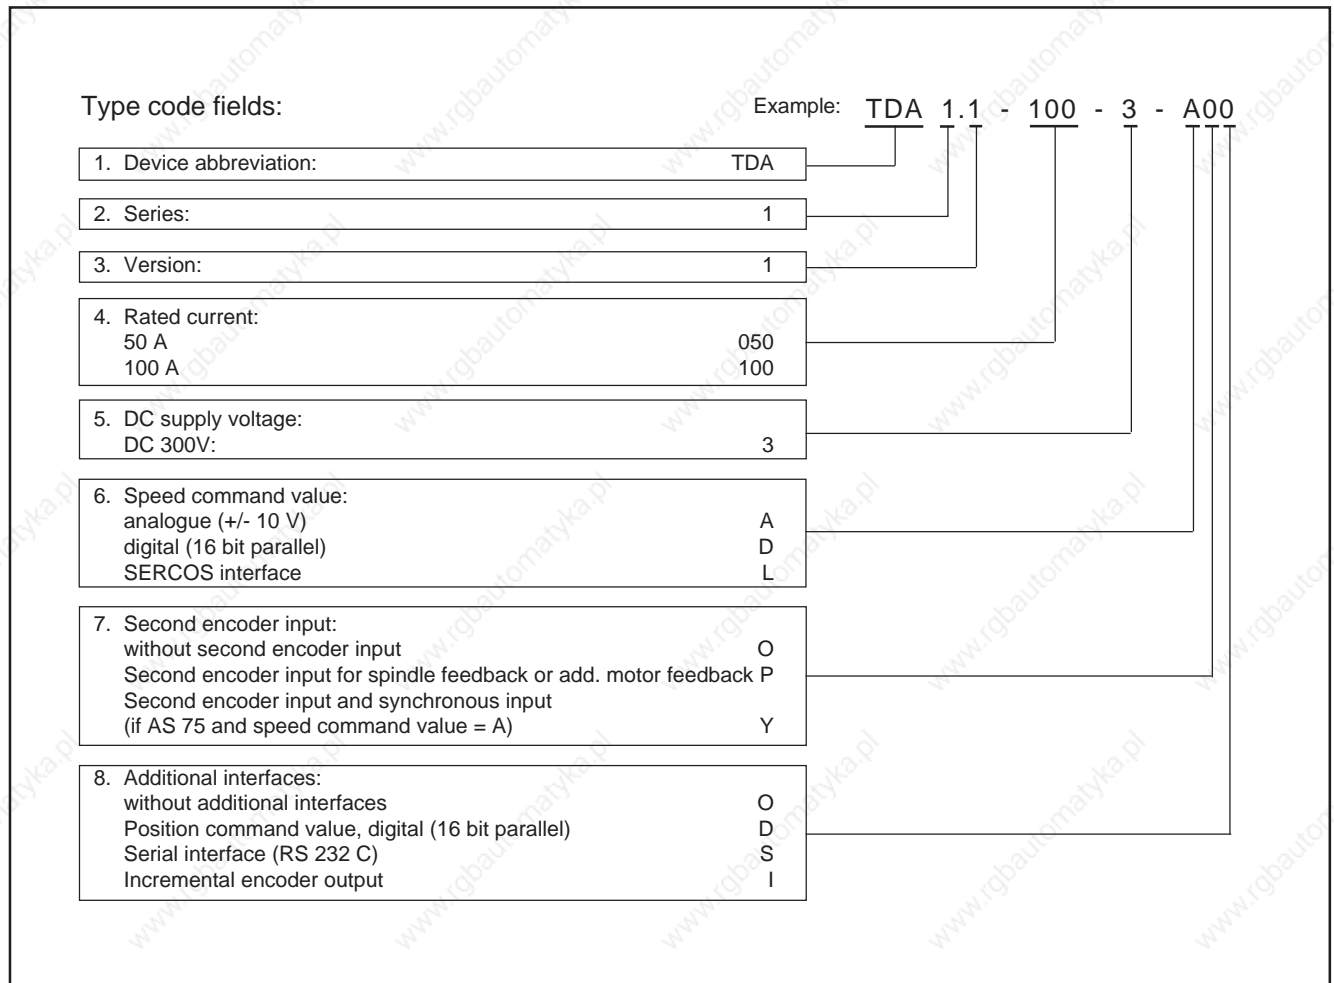 Type code fields:
Example: TDA 1.1 - 100 - 3 - A00
1. Device abbreviation: TDA
2. Series: 1
3. Version: 1
4. Rated current:
50 A 050
100 A 100
5. DC supply voltage:
DC 300V: 3
6. Speed command value:
analogue (+/- 10 V) A
digital (16 bit parallel) D
SERCOS interface L
7. Second encoder input:
without second encoder input O
Second encoder input for spindle feedback or add. motor feedback P
Second encoder input and synchronous input
(if AS 75 and speed command value = A) Y
8. Additional interfaces:
without additional interfaces O
Position command value, digital (16 bit parallel) D
Serial interface (RS 232 C) S
Incremental encoder output I
www.rgbautomatyka.pl